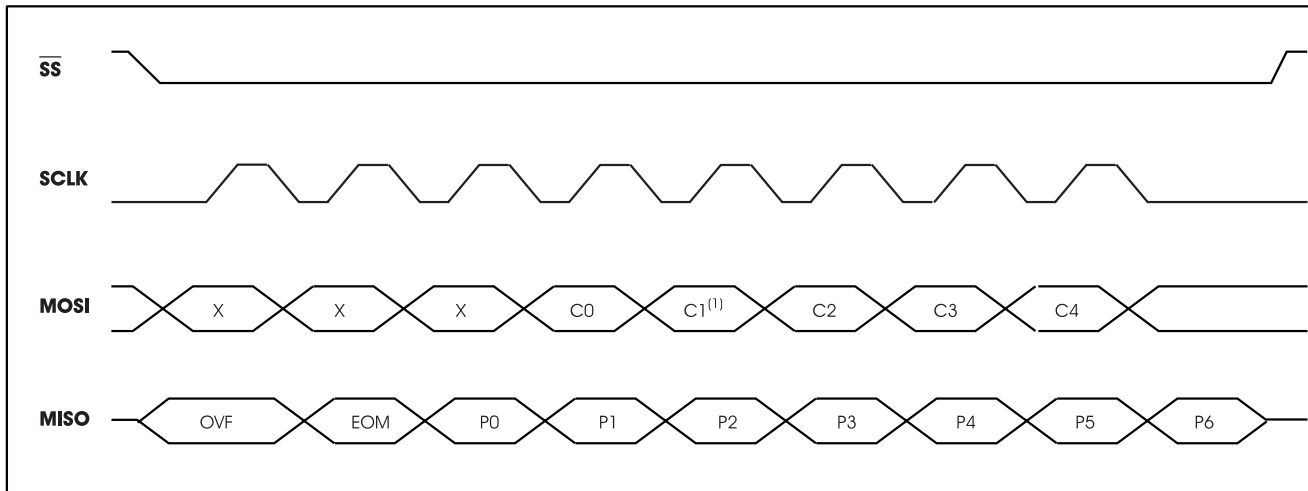 SS
SCLK
MOSI X X X C0 C1(1) C2 C3 C4
MISO OVF EOM P0 P1 P2 P3 P4 P5 P6